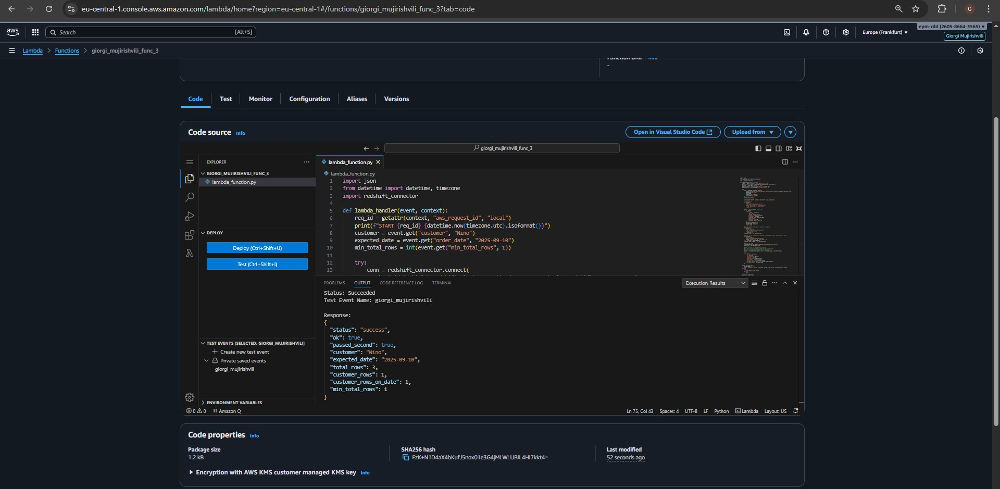 eu-central-1.console.aws.amazon.com/lambda/home?region=eu-central-1#/functions/giorgi_mujirishvili_func_3?tab=code
G
aws
Search
[Alt+S]
Europe (Frankfurt)
epm-rdd (2605-8664-3565)
Giorgi Mujirishvili
Lambda
Functions
giorgi_mujirishvili_func_3
-
Code
Test
Monitor
Configuration
Aliases
Versions
Code source
Info
Open in Visual Studio Code
Upload from
giorgi_mujirishvili_func_3
EXPLORER
GIORGI_MUJIRISHVILI_FUNC_3
lambda_function.py
DEPLOY
Deploy (Ctrl+Shift+U)
Test (Ctrl+Shift+I)
TEST EVENTS [SELECTED: GIORGI_MUJIRISHVILI]
Create new test event
Private saved events
giorgi_mujirishvili
ENVIRONMENT VARIABLES
lambda_function.py
lambda_function.py
1 import json
2 from datetime import datetime, timezone
3 import redshift_connector
4
5 def lambda_handler(event, context):
6 req_id = getattr(context, "aws_request_id", "local")
7 print(f"START {req_id} {datetime.now(timezone.utc).isoformat()}")
8 customer = event.get("customer", "Nino")
9 expected_date = event.get("order_date", "2025-09-10")
10 min_total_rows = int(event.get("min_total_rows", 1))
11
12 try:
13 conn = redshift_connector.connect(
PROBLEMS
OUTPUT
CODE REFERENCE LOG
TERMINAL
Execution Results
Status: Succeeded
Test Event Name: giorgi_mujirishvili
Response:
{
"status": "success",
"ok": true,
"passed_second": true,
"customer": "Nino",
"expected_date": "2025-09-10",
"total_rows": 3,
"customer_rows": 1,
"customer_rows_on_date": 1,
"min_total_rows": 1
}
0 0
Amazon Q
Ln 75, Col 43
Spaces: 4
UTF-8
LF
Python
Lambda
Layout: US
Code properties
Info
Package size
1.2 kB
SHA256 hash
FzK+N1D4aX4bKufJ5nox01e3G4jMLWLUBIL4HI7kkt4=
Last modified
52 seconds ago
Encryption with AWS KMS customer managed KMS key
Info